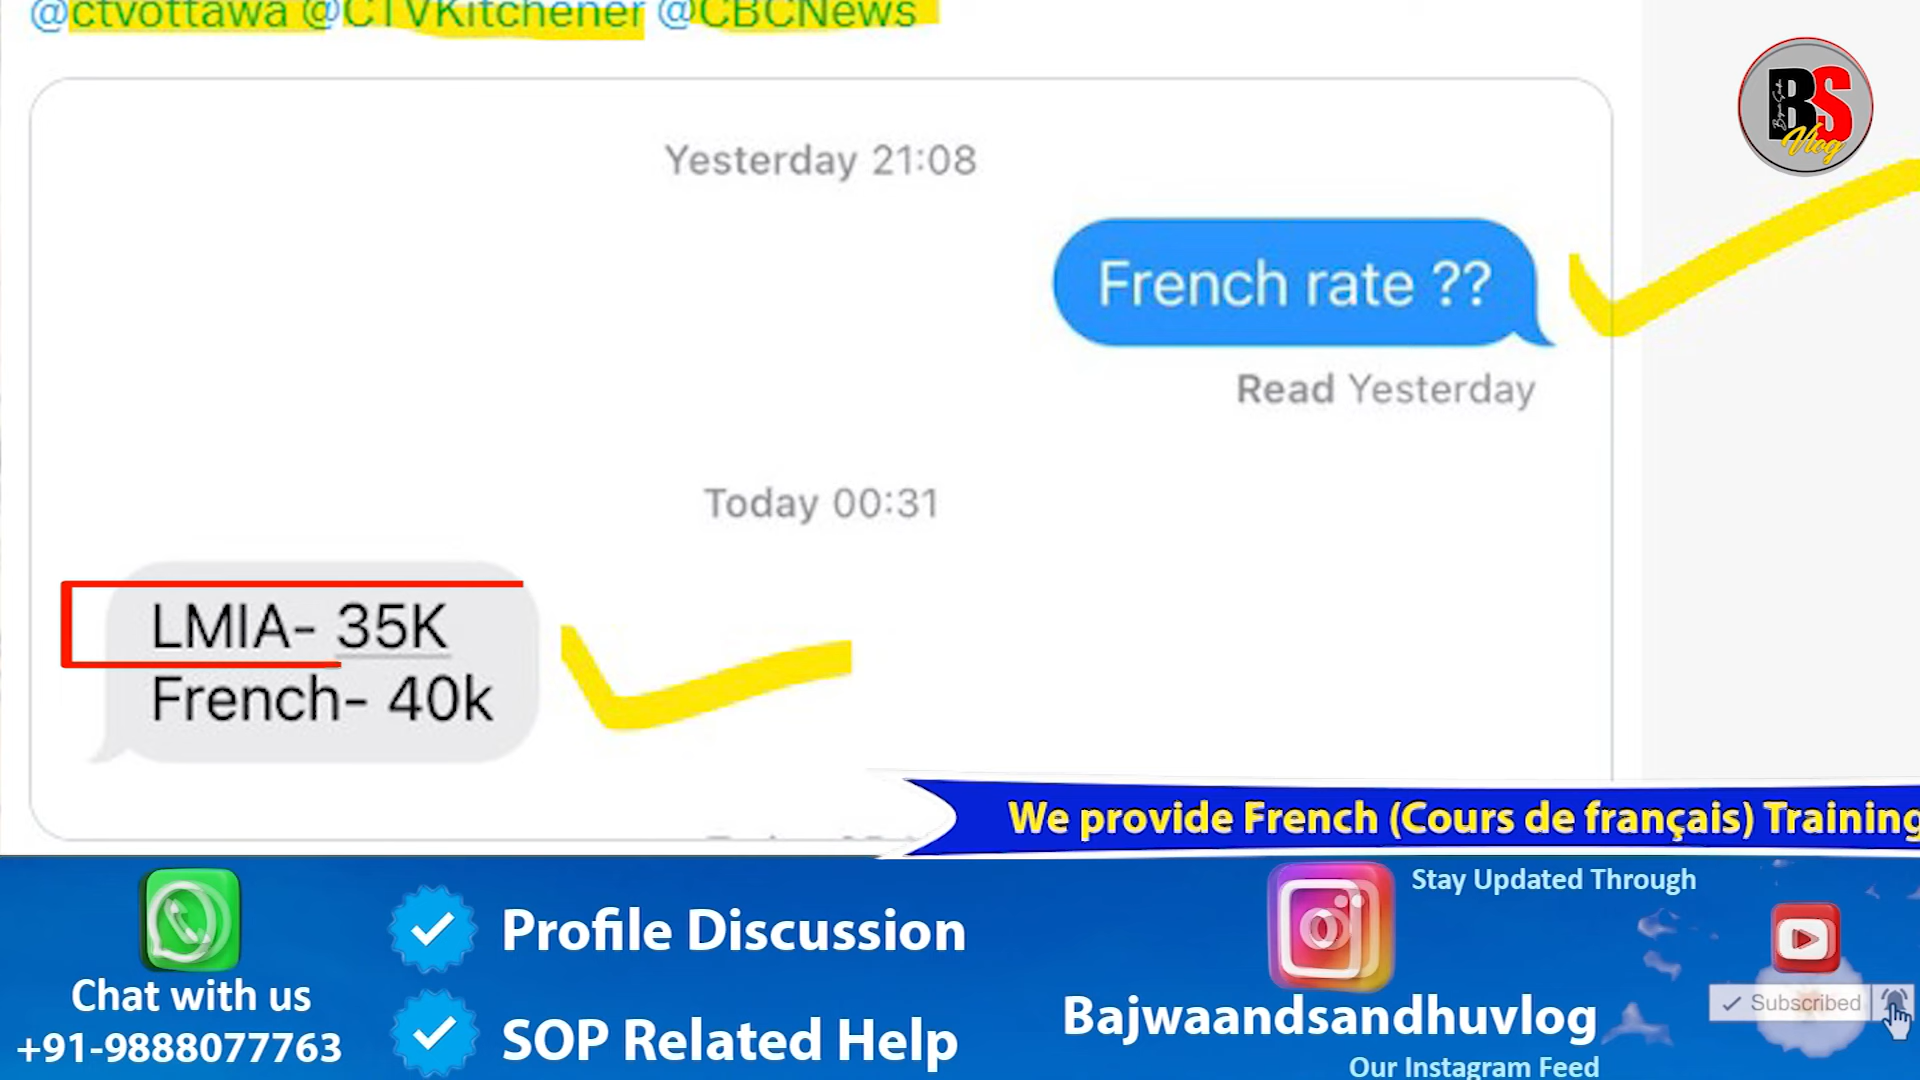 @ctvottawa @CTVKitchener @CBCNews
BS
Vlog
Yesterday 21:08
French rate ??
Read Yesterday
Today 00:31
LMIA- 35K
French- 40k
We provide French (Cours de français) Training
Chat with us
+91-9888077763
Profile Discussion
SOP Related Help
Stay Updated Through
Bajwaandsandhuvlog
Our Instagram Feed
Subscribed